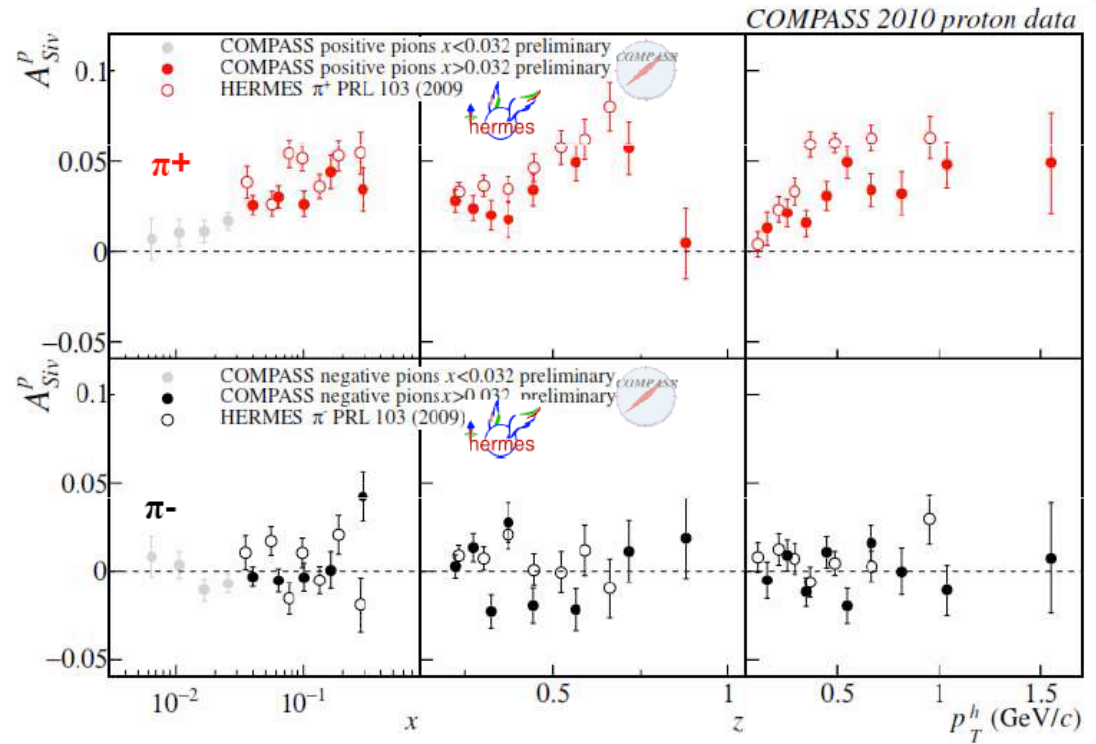 COMPASS 2010 proton data
A^p_Siv
COMPASS positive pions x<0.032 preliminary
COMPASS positive pions x>0.032 preliminary
HERMES π⁺ PRL 103 (2009
COMPASS
hermes
π+
0.1
0.05
0
−0.05
A^p_Siv
COMPASS negative pions x<0.032 preliminary
COMPASS negative pions x>0.032 preliminary
HERMES π⁻ PRL 103 (2009)
COMPASS
hermes
π-
0.1
0.05
0
−0.05
10⁻² 10⁻¹ 0.5 1 0.5 1 1.5
x z p_T^h (GeV/c)